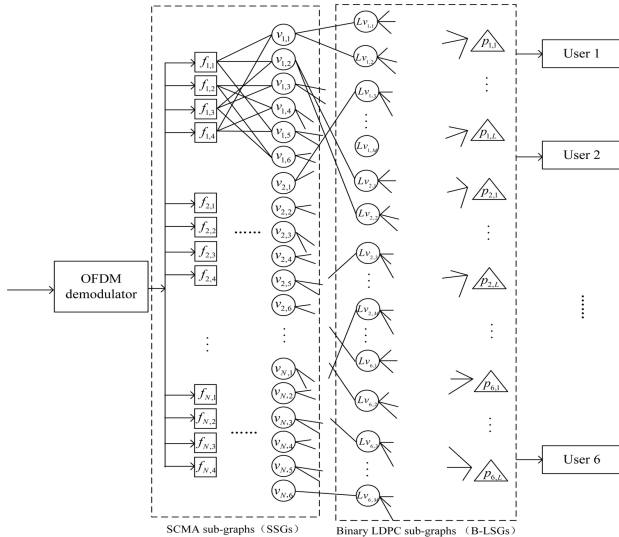 OFDM
demodulator
f1,1
f1,2
f1,3
f1,4
f2,1
f2,2
f2,3
f2,4
fN,1
fN,2
fN,3
fN,4
v1,1
v1,2
v1,3
v1,4
v1,5
v1,6
v2,1
v2,2
v2,3
v2,4
v2,5
v2,6
vN,1
vN,2
vN,3
vN,4
vN,5
vN,6
Lv1,1
Lv1,2
Lv1,3
Lv1,M
Lv2,1
Lv2,2
Lv2,3
Lv2,M
Lv6,1
Lv6,2
Lv6,3
Lv6,M
p1,1
p1,L
p2,1
p2,L
p6,1
p6,L
User 1
User 2
User 6
SCMA sub-graphs（SSGs）
Binary LDPC sub-graphs （B-LSGs）